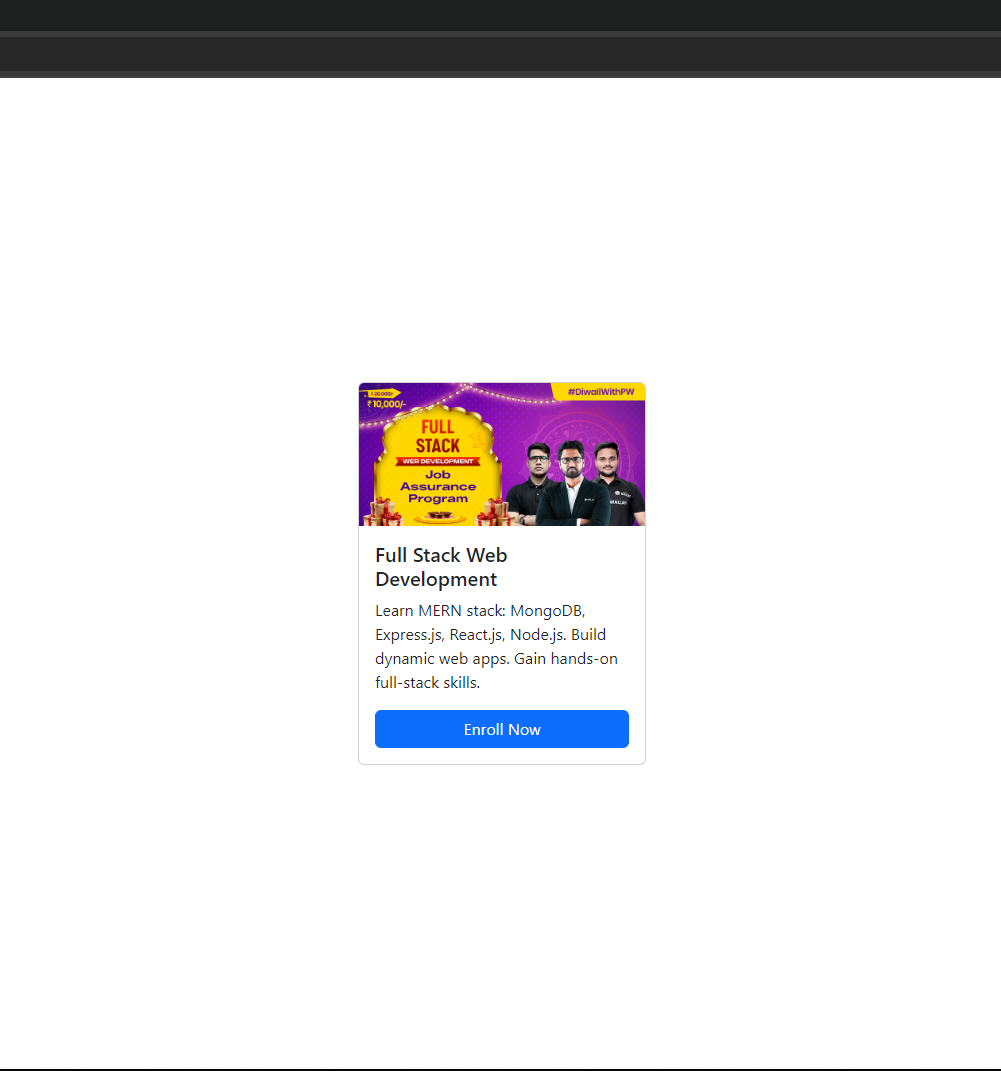 #DiwaliWithPW
₹ 20,000/-
₹ 10,000/-
FULL
STACK
WEB DEVELOPMENT
Job
Assurance
Program
Full Stack Web
Development
Learn MERN stack: MongoDB,
Express.js, React.js, Node.js. Build
dynamic web apps. Gain hands-on
full-stack skills.
Enroll Now